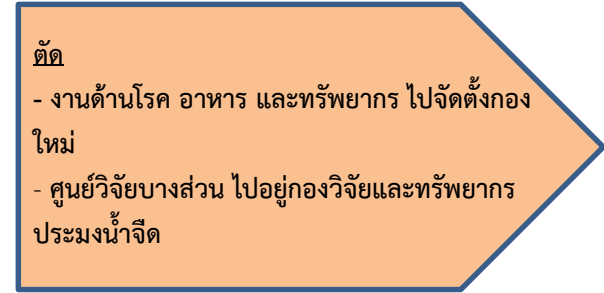 ตัด
- งานด้านโรค อาหาร และทรัพยากร ไปจัดตั้งกอง
ใหม่
- ศูนย์วิจัยบางส่วน ไปอยู่กองวิจัยและทรัพยากร
ประมงน้ำจืด